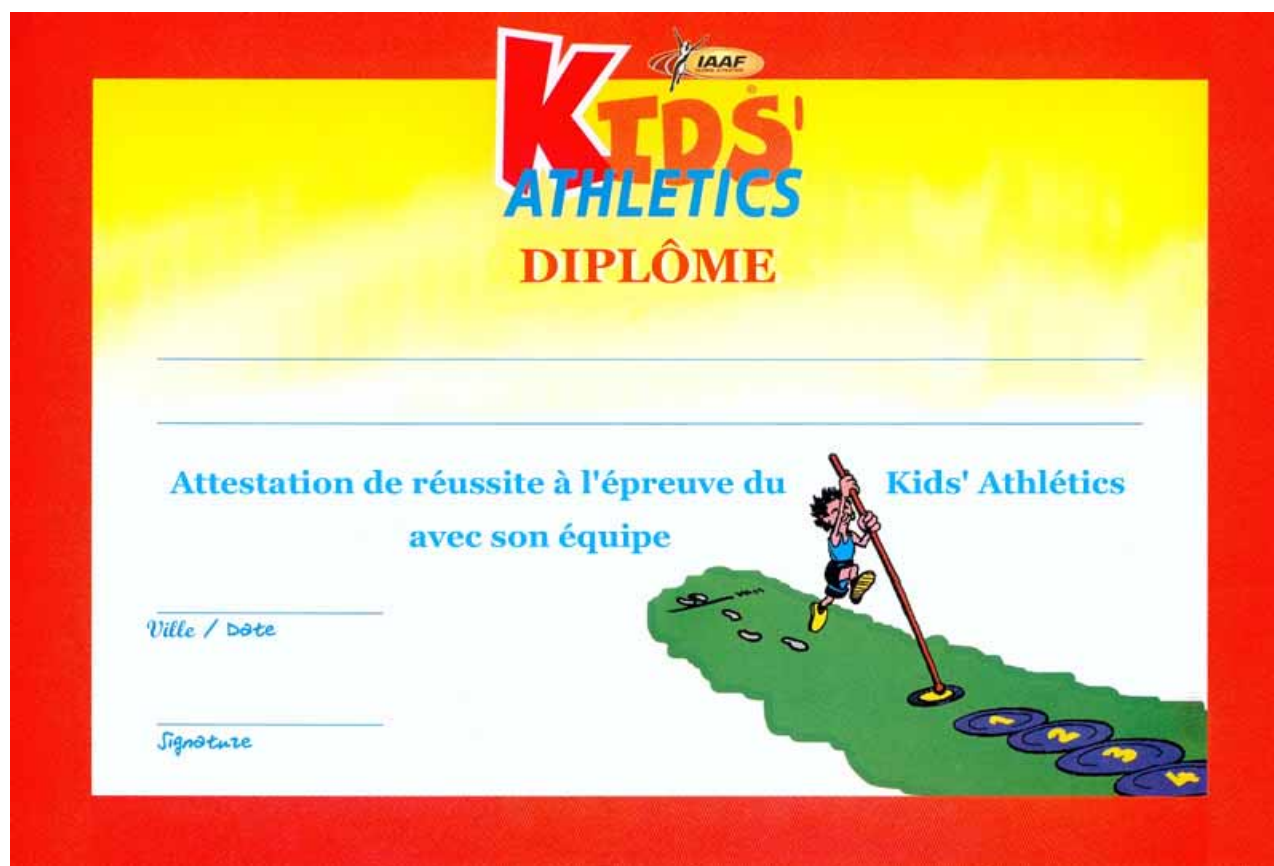 IAAF
KIDS'
ATHLETICS
DIPLÔME
Attestation de réussite à l'épreuve du Kids' Athlétics
avec son équipe
Ville / Date
Signature
1
2
3
4